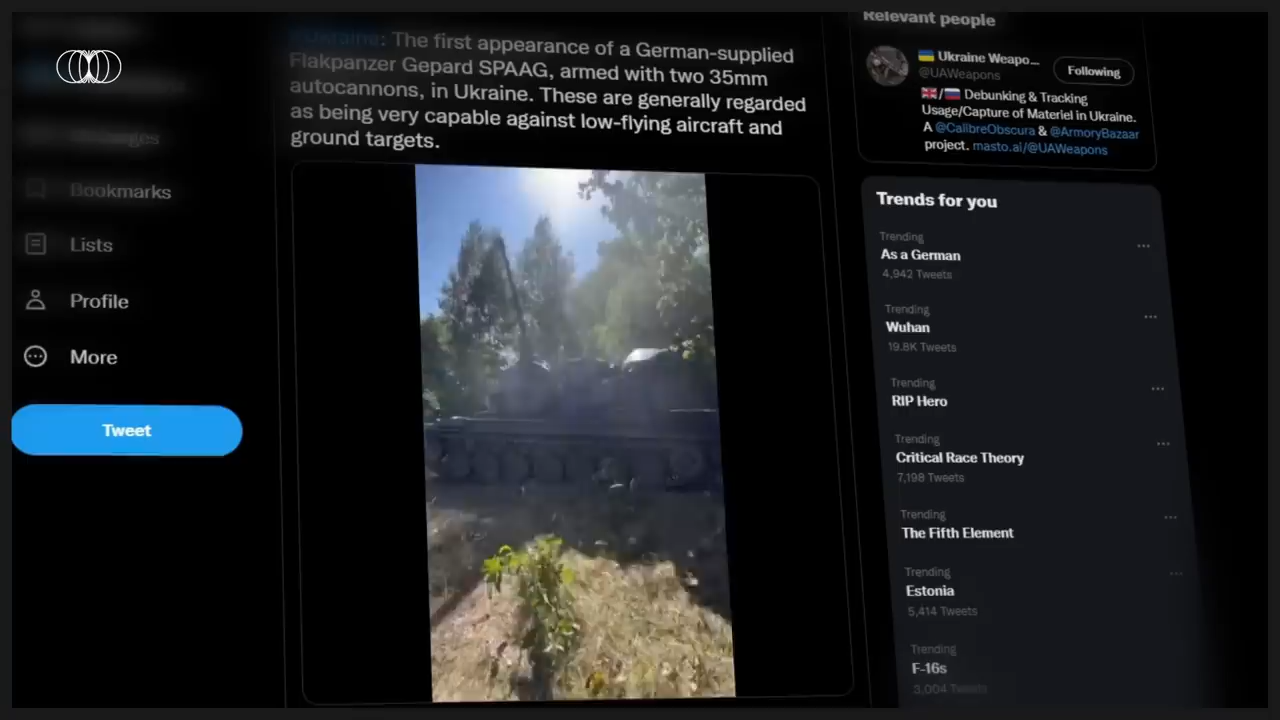 #Ukraine: The first appearance of a German-supplied
Flakpanzer Gepard SPAAG, armed with two 35mm
autocannons, in Ukraine. These are generally regarded
as being very capable against low-flying aircraft and
ground targets.
Messages
Bookmarks
Lists
Profile
More
Tweet
Relevant people
Ukraine Weapo...
@UAWeapons
Following
/ Debunking & Tracking
Usage/Capture of Materiel in Ukraine.
A @CalibreObscura & @ArmoryBazaar
project. masto.ai/@UAWeapons
Trends for you
Trending
As a German
4,942 Tweets
Trending
Wuhan
19.8K Tweets
Trending
RIP Hero
Trending
Critical Race Theory
7,198 Tweets
Trending
The Fifth Element
Trending
Estonia
5,414 Tweets
Trending
F-16s
3,004 Tweets